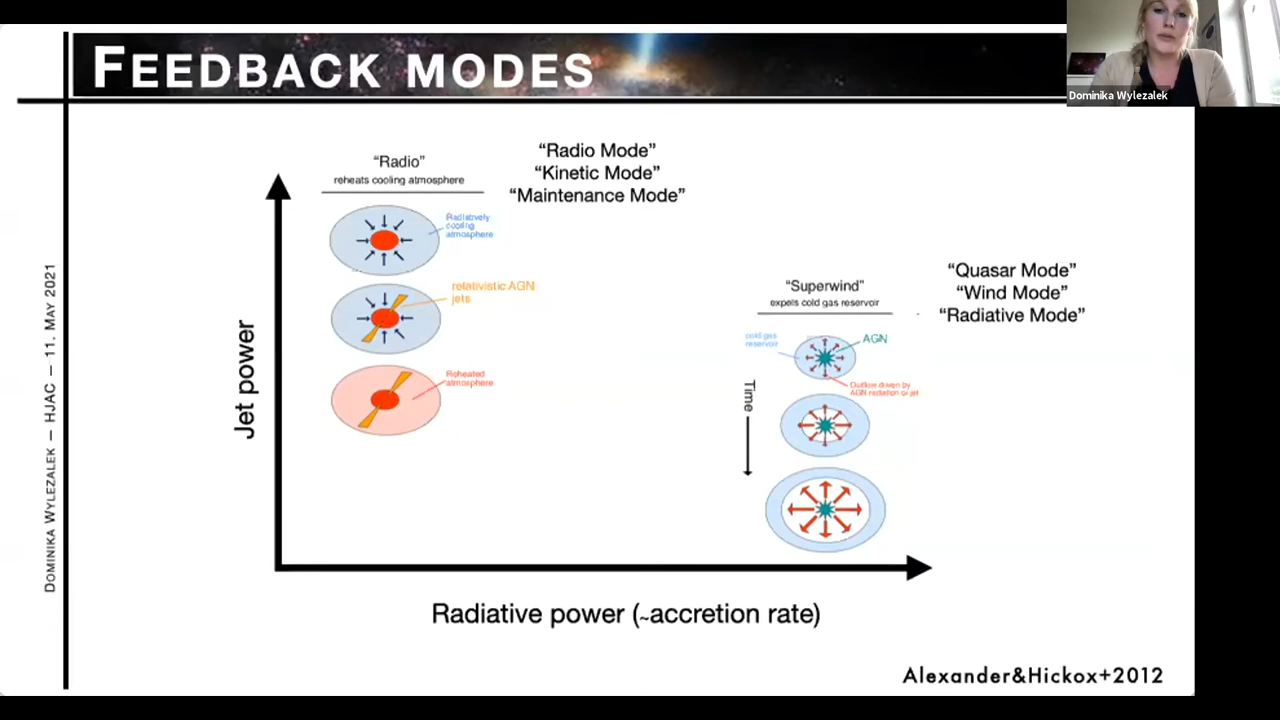 FEEDBACK MODES
Dominika Wylezalek
DOMINIKA WYLEZALEK — HJAC — 11. MAY 2021
“Radio”
reheats cooling atmosphere
“Radio Mode”
“Kinetic Mode”
“Maintenance Mode”
Radiatively
cooling
atmosphere
relativistic AGN
jets
Reheated
atmosphere
“Superwind”
expels cold gas reservoir
“Quasar Mode”
“Wind Mode”
“Radiative Mode”
cold gas
reservoir
AGN
Outflow driven by
AGN radiation or jet
Time
Jet power
Radiative power (~accretion rate)
Alexander&Hickox+2012